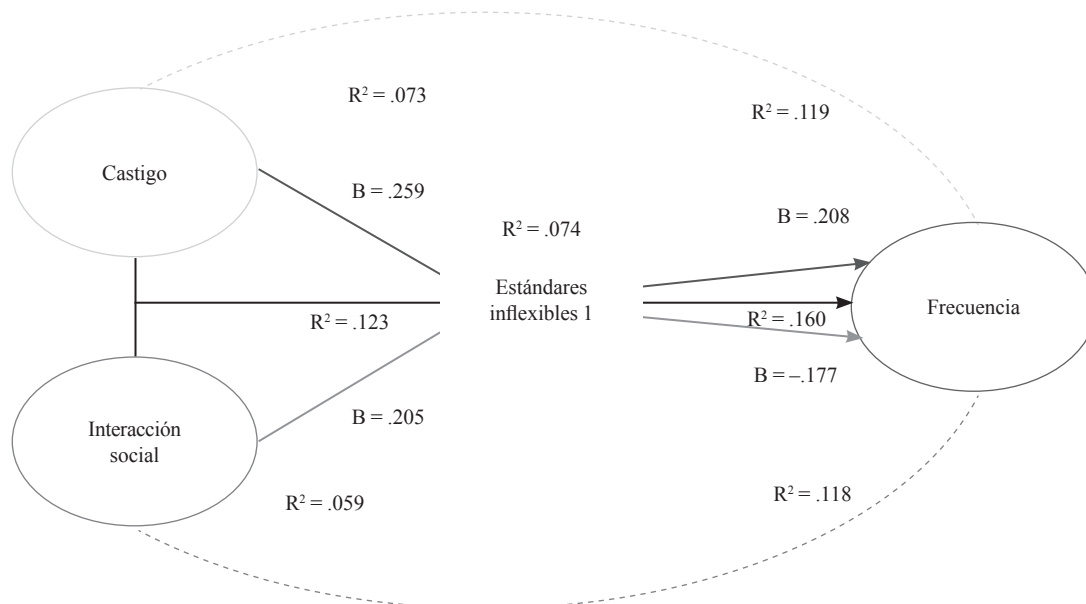 R² = .073
R² = .119
Castigo
B = .259
B = .208
R² = .074
Estándares
inflexibles 1
Frecuencia
R² = .123
R² = .160
B = –.177
Interacción
social
B = .205
R² = .059
R² = .118